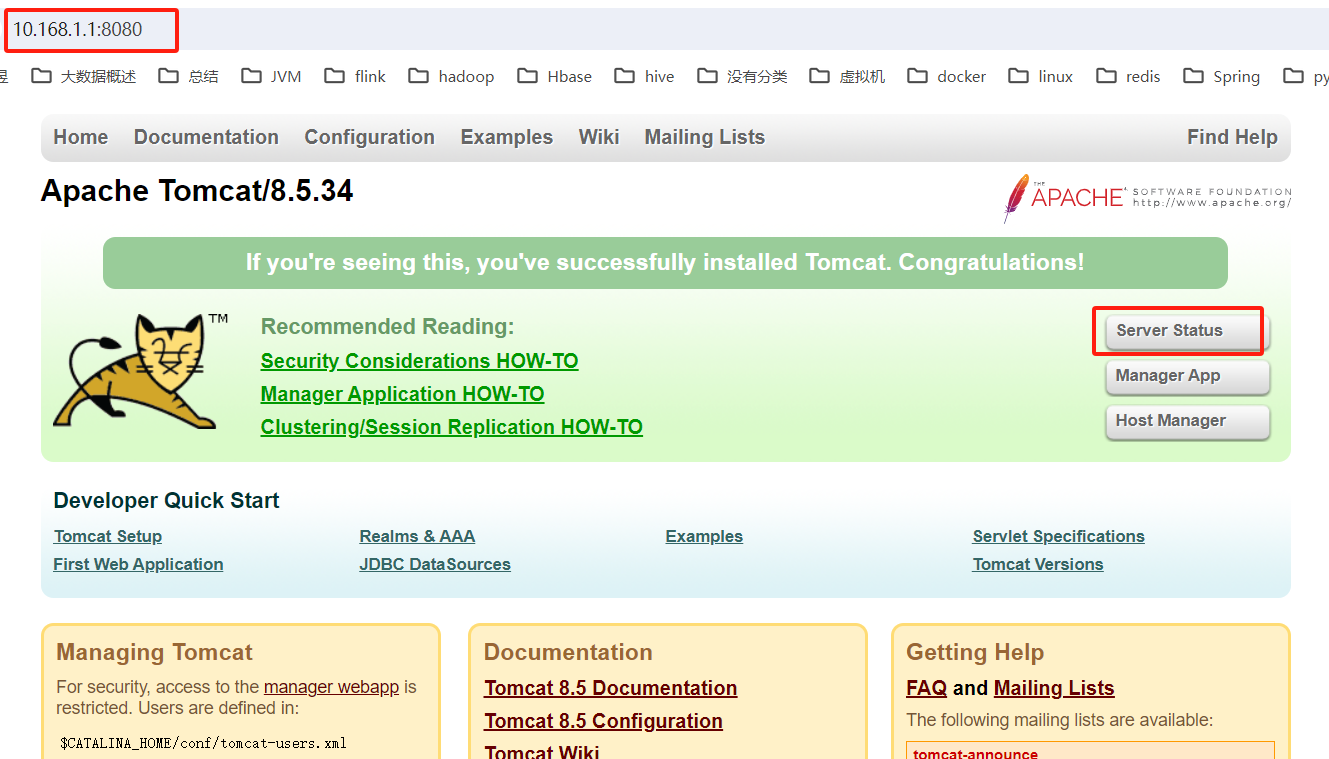 10.168.1.1:8080
大数据概述 总结 JVM flink hadoop Hbase hive 没有分类 虚拟机 docker linux redis Spring py
Home Documentation Configuration Examples Wiki Mailing Lists Find Help
Apache Tomcat/8.5.34
THE APACHE SOFTWARE FOUNDATION
http://www.apache.org/
If you're seeing this, you've successfully installed Tomcat. Congratulations!
TM
Recommended Reading:
Security Considerations HOW-TO
Manager Application HOW-TO
Clustering/Session Replication HOW-TO
Server Status
Manager App
Host Manager
Developer Quick Start
Tomcat Setup Realms & AAA Examples Servlet Specifications
First Web Application JDBC DataSources Tomcat Versions
Managing Tomcat
For security, access to the manager webapp is
restricted. Users are defined in:
$CATALINA_HOME/conf/tomcat-users.xml
Documentation
Tomcat 8.5 Documentation
Tomcat 8.5 Configuration
Tomcat Wiki
Getting Help
FAQ and Mailing Lists
The following mailing lists are available:
tomcat-announce